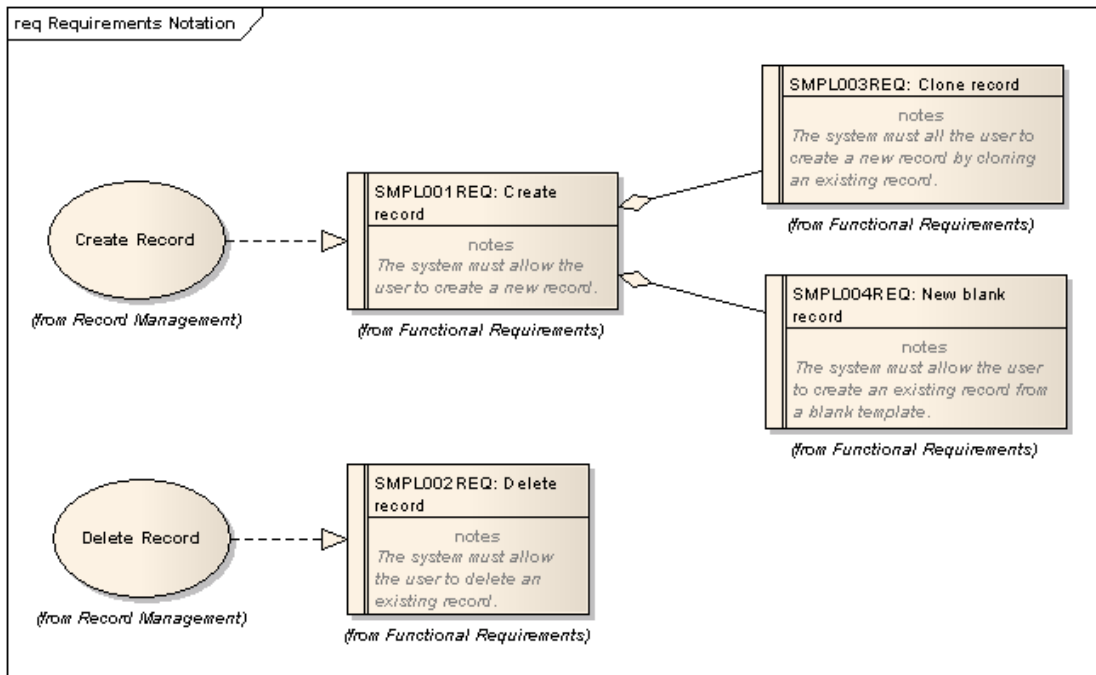 req Requirements Notation
SMPL003REQ: Clone record
notes
The system must all the user to
create a new record by cloning
an existing record.
(from Functional Requirements)
Create Record
(from Record Management)
SMPL001REQ: Create
record
notes
The system must allow the
user to create a new record.
(from Functional Requirements)
SMPL004REQ: New blank
record
notes
The system must allow the user
to create an existing record from
a blank template.
(from Functional Requirements)
Delete Record
(from Record Management)
SMPL002REQ: Delete
record
notes
The system must allow
the user to delete an
existing record.
(from Functional Requirements)